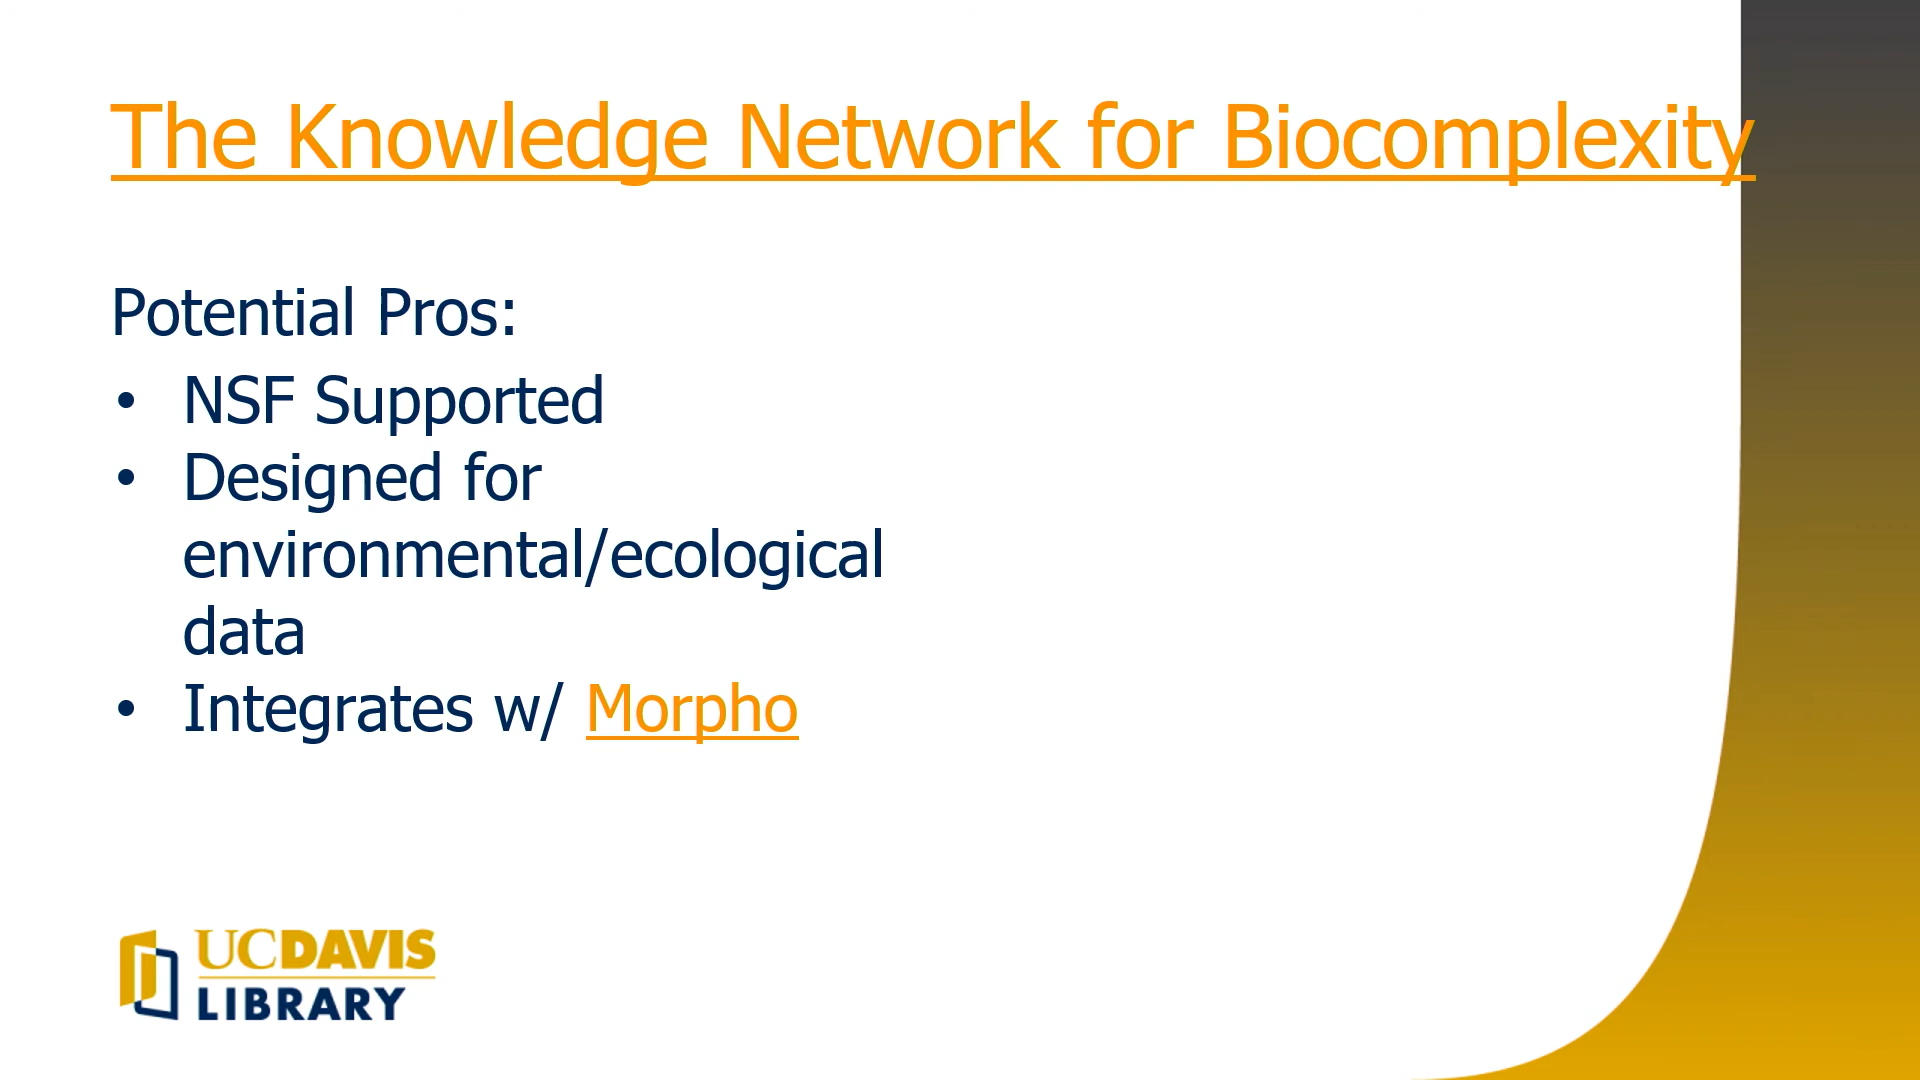 The Knowledge Network for Biocomplexity
Potential Pros:
• NSF Supported
• Designed for
environmental/ecological
data
• Integrates w/ Morpho
UCDAVIS
LIBRARY